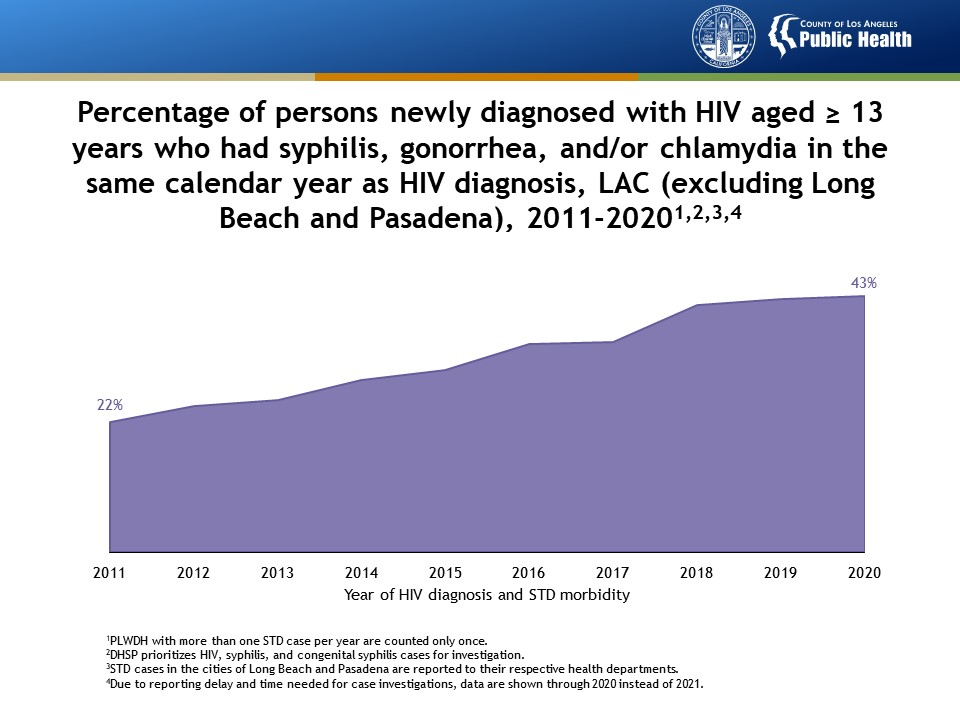 COUNTY OF LOS ANGELES
Public Health
Percentage of persons newly diagnosed with HIV aged ≥ 13
years who had syphilis, gonorrhea, and/or chlamydia in the
same calendar year as HIV diagnosis, LAC (excluding Long
Beach and Pasadena), 2011-2020¹,²,³,⁴
43%
22%
2011 2012 2013 2014 2015 2016 2017 2018 2019 2020
Year of HIV diagnosis and STD morbidity
¹PLWDH with more than one STD case per year are counted only once.
²DHSP prioritizes HIV, syphilis, and congenital syphilis cases for investigation.
³STD cases in the cities of Long Beach and Pasadena are reported to their respective health departments.
⁴Due to reporting delay and time needed for case investigations, data are shown through 2020 instead of 2021.